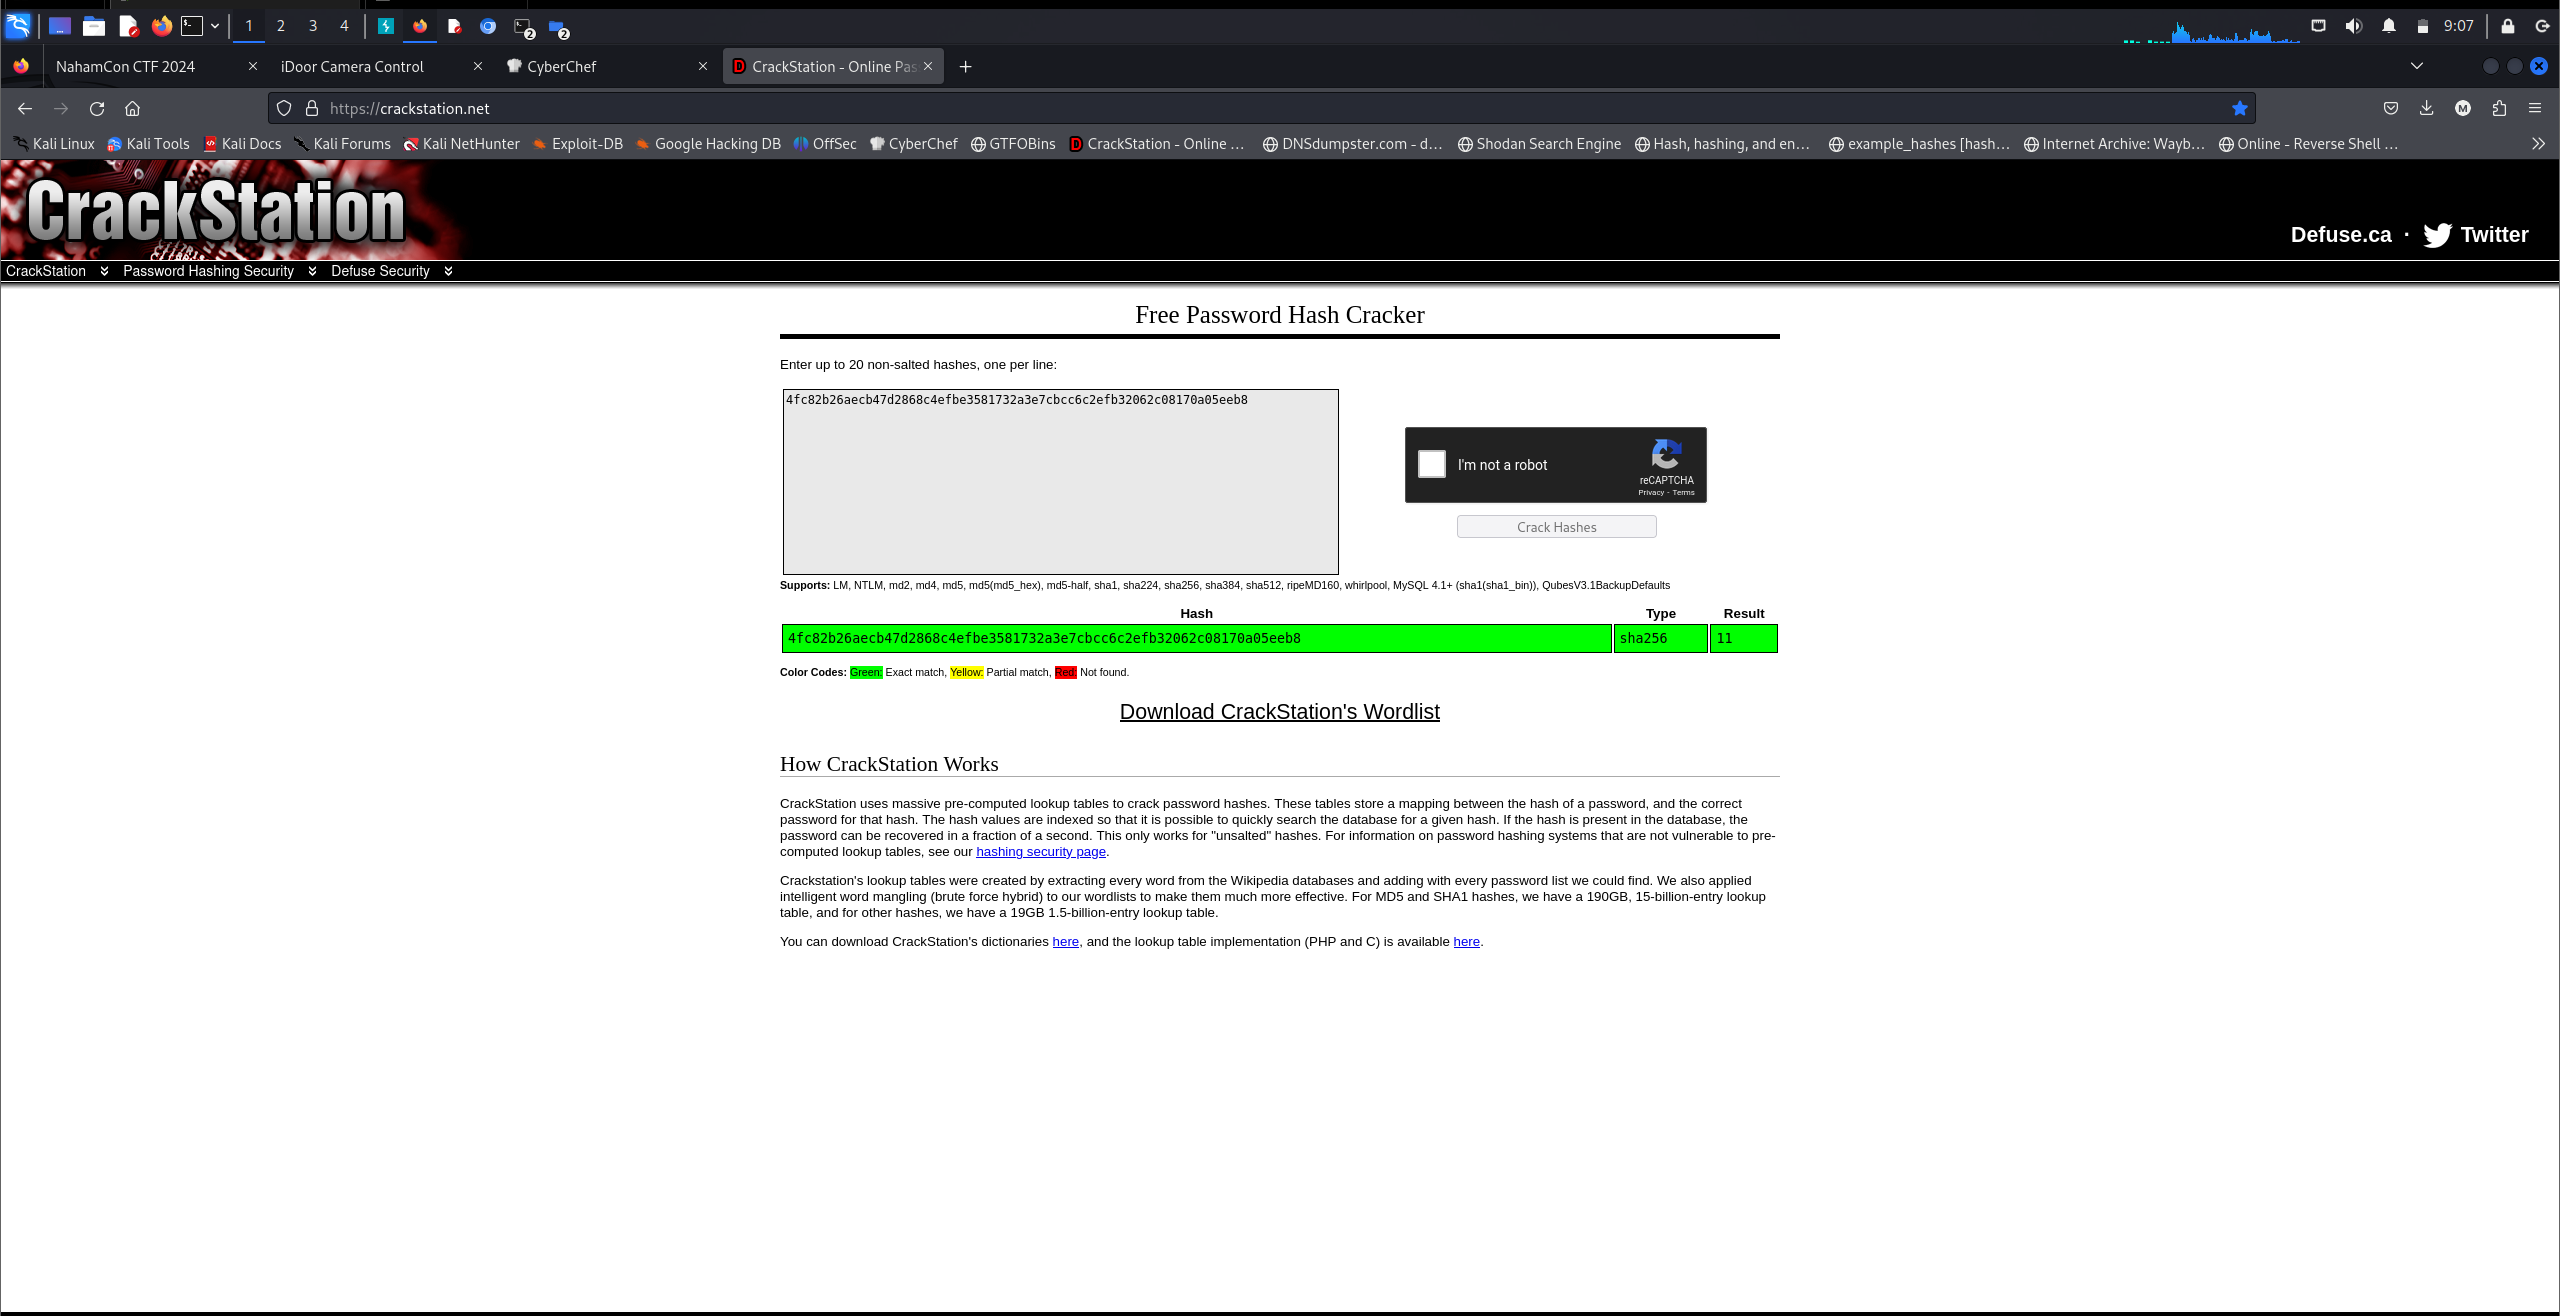 1 2 3 4 2 2 9:07
NahamCon CTF 2024 iDoor Camera Control CyberChef CrackStation - Online Pas
https://crackstation.net M
Kali Linux Kali Tools Kali Docs Kali Forums Kali NetHunter Exploit-DB Google Hacking DB OffSec CyberChef GTFOBins CrackStation - Online ... DNSdumpster.com - d... Shodan Search Engine Hash, hashing, and en... example_hashes [hash... Internet Archive: Wayb... Online - Reverse Shell ...
CrackStation
Defuse.ca · Twitter
CrackStation Password Hashing Security Defuse Security
Free Password Hash Cracker
Enter up to 20 non-salted hashes, one per line:
4fc82b26aecb47d2868c4efbe3581732a3e7cbcc6c2efb32062c08170a05eeb8
I'm not a robot
reCAPTCHA
Privacy - Terms
Crack Hashes
Supports: LM, NTLM, md2, md4, md5, md5(md5_hex), md5-half, sha1, sha224, sha256, sha384, sha512, ripeMD160, whirlpool, MySQL 4.1+ (sha1(sha1_bin)), QubesV3.1BackupDefaults
Hash Type Result
4fc82b26aecb47d2868c4efbe3581732a3e7cbcc6c2efb32062c08170a05eeb8 sha256 11
Color Codes: Green: Exact match, Yellow: Partial match, Red: Not found.
Download CrackStation's Wordlist
How CrackStation Works
CrackStation uses massive pre-computed lookup tables to crack password hashes. These tables store a mapping between the hash of a password, and the correct
password for that hash. The hash values are indexed so that it is possible to quickly search the database for a given hash. If the hash is present in the database, the
password can be recovered in a fraction of a second. This only works for "unsalted" hashes. For information on password hashing systems that are not vulnerable to pre-
computed lookup tables, see our hashing security page.
Crackstation's lookup tables were created by extracting every word from the Wikipedia databases and adding with every password list we could find. We also applied
intelligent word mangling (brute force hybrid) to our wordlists to make them much more effective. For MD5 and SHA1 hashes, we have a 190GB, 15-billion-entry lookup
table, and for other hashes, we have a 19GB 1.5-billion-entry lookup table.
You can download CrackStation's dictionaries here, and the lookup table implementation (PHP and C) is available here.